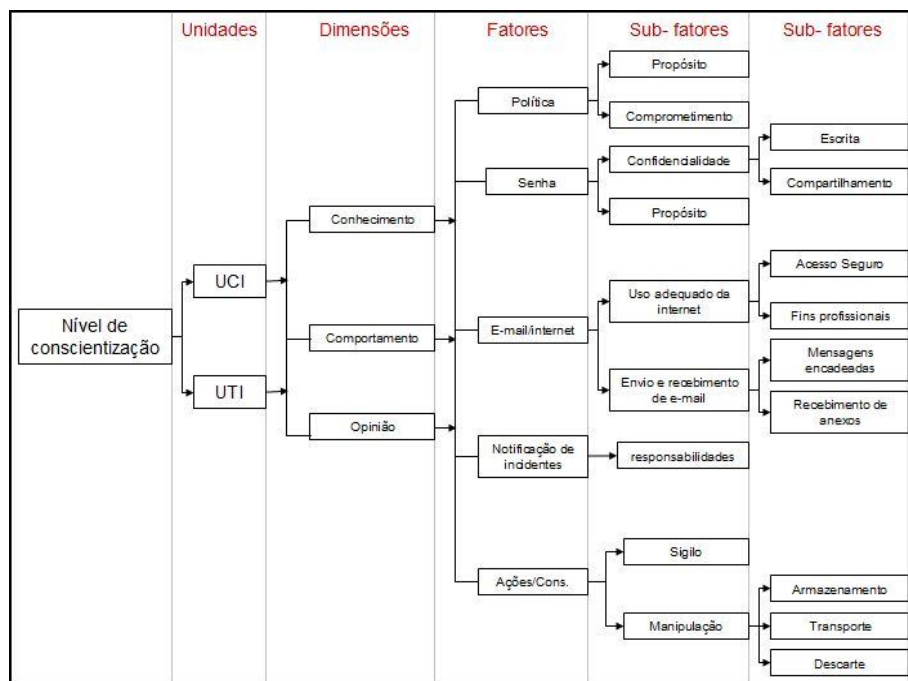 Unidades
Dimensões
Fatores
Sub- fatores
Sub- fatores
Nível de
conscientização
UCI
UTI
Conhecimento
Comportamento
Opinião
Política
Senha
E-mail/internet
Notificação de
incidentes
Ações/Cons.
Propósito
Comprometimento
Confidencialidade
Propósito
Uso adequado da
internet
Envio e recebimento
de e-mail
responsabilidades
Sigilo
Manipulação
Escrita
Compartilhamento
Acesso Seguro
Fins profissionais
Mensagens
encadeadas
Recebimento de
anexos
Armazenamento
Transporte
Descarte